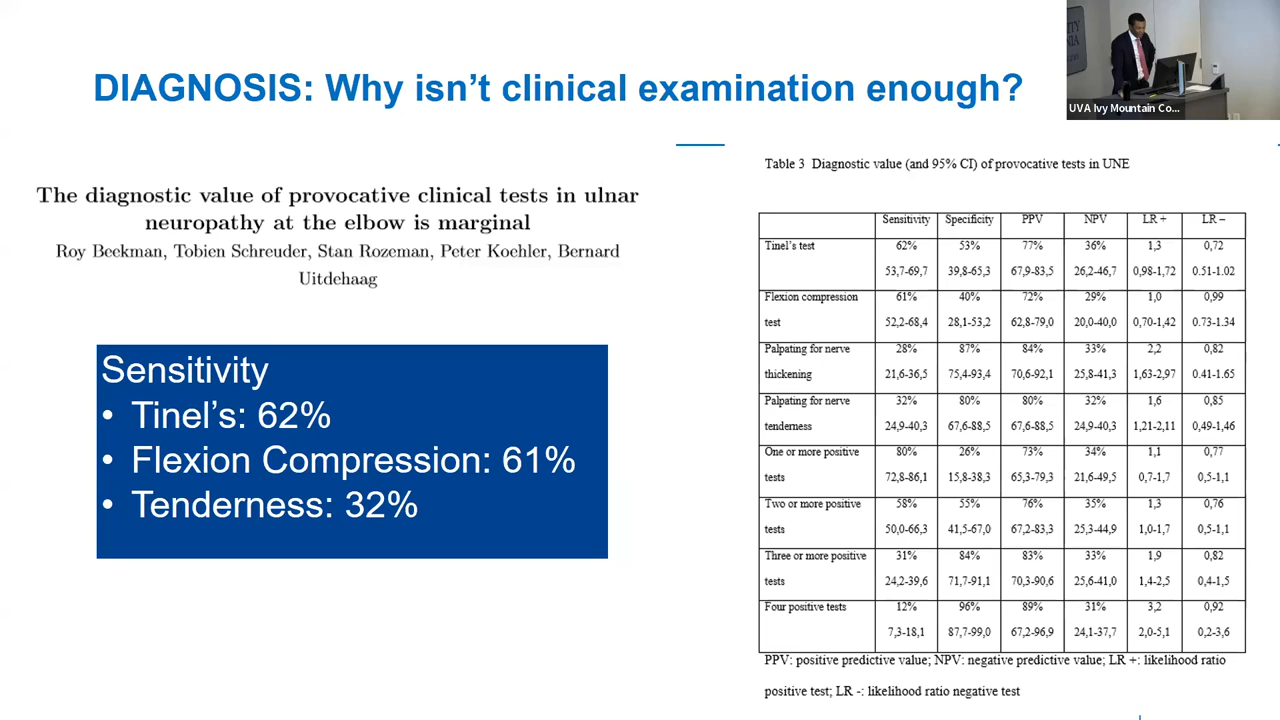 DIAGNOSIS: Why isn't clinical examination enough?
UVA Ivy Mountain Co...
The diagnostic value of provocative clinical tests in ulnar
neuropathy at the elbow is marginal
Roy Beekman, Tobien Schreuder, Stan Rozeman, Peter Koehler, Bernard
Uitdehaag
Sensitivity
• Tinel's: 62%
• Flexion Compression: 61%
• Tenderness: 32%
Table 3 Diagnostic value (and 95% CI) of provocative tests in UNE
Sensitivity Specificity PPV NPV LR + LR –
Tinel's test 62% 53% 77% 36% 1,3 0,72
53,7-69,7 39,8-65,3 67,9-83,5 26,2-46,7 0,98-1,72 0.51-1.02
Flexion compression 61% 40% 72% 29% 1,0 0,99
test 52,2-68,4 28,1-53,2 62,8-79,0 20,0-40,0 0,70-1,42 0.73-1.34
Palpating for nerve 28% 87% 84% 33% 2,2 0,82
thickening 21,6-36,5 75,4-93,4 70,6-92,1 25,8-41,3 1,63-2,97 0.41-1.65
Palpating for nerve 32% 80% 80% 32% 1,6 0,85
tenderness 24,9-40,3 67,6-88,5 67,6-88,5 24,9-40,3 1,21-2,11 0,49-1,46
One or more positive 80% 26% 73% 34% 1,1 0,77
tests 72,8-86,1 15,8-38,3 65,3-79,3 21,6-49,5 0,7-1,7 0,5-1,1
Two or more positive 58% 55% 76% 35% 1,3 0,76
tests 50,0-66,3 41,5-67,0 67,2-83,3 25,3-44,9 1,0-1,7 0,5-1,1
Three or more positive 31% 84% 83% 33% 1,9 0,82
tests 24,2-39,6 71,7-91,1 70,3-90,6 25,6-41,0 1,4-2,5 0,4-1,5
Four positive tests 12% 96% 89% 31% 3,2 0,92
7,3-18,1 87,7-99,0 67,2-96,9 24,1-37,7 2,0-5,1 0,2-3,6
PPV: positive predictive value; NPV: negative predictive value; LR +: likelihood ratio
positive test; LR -: likelihood ratio negative test